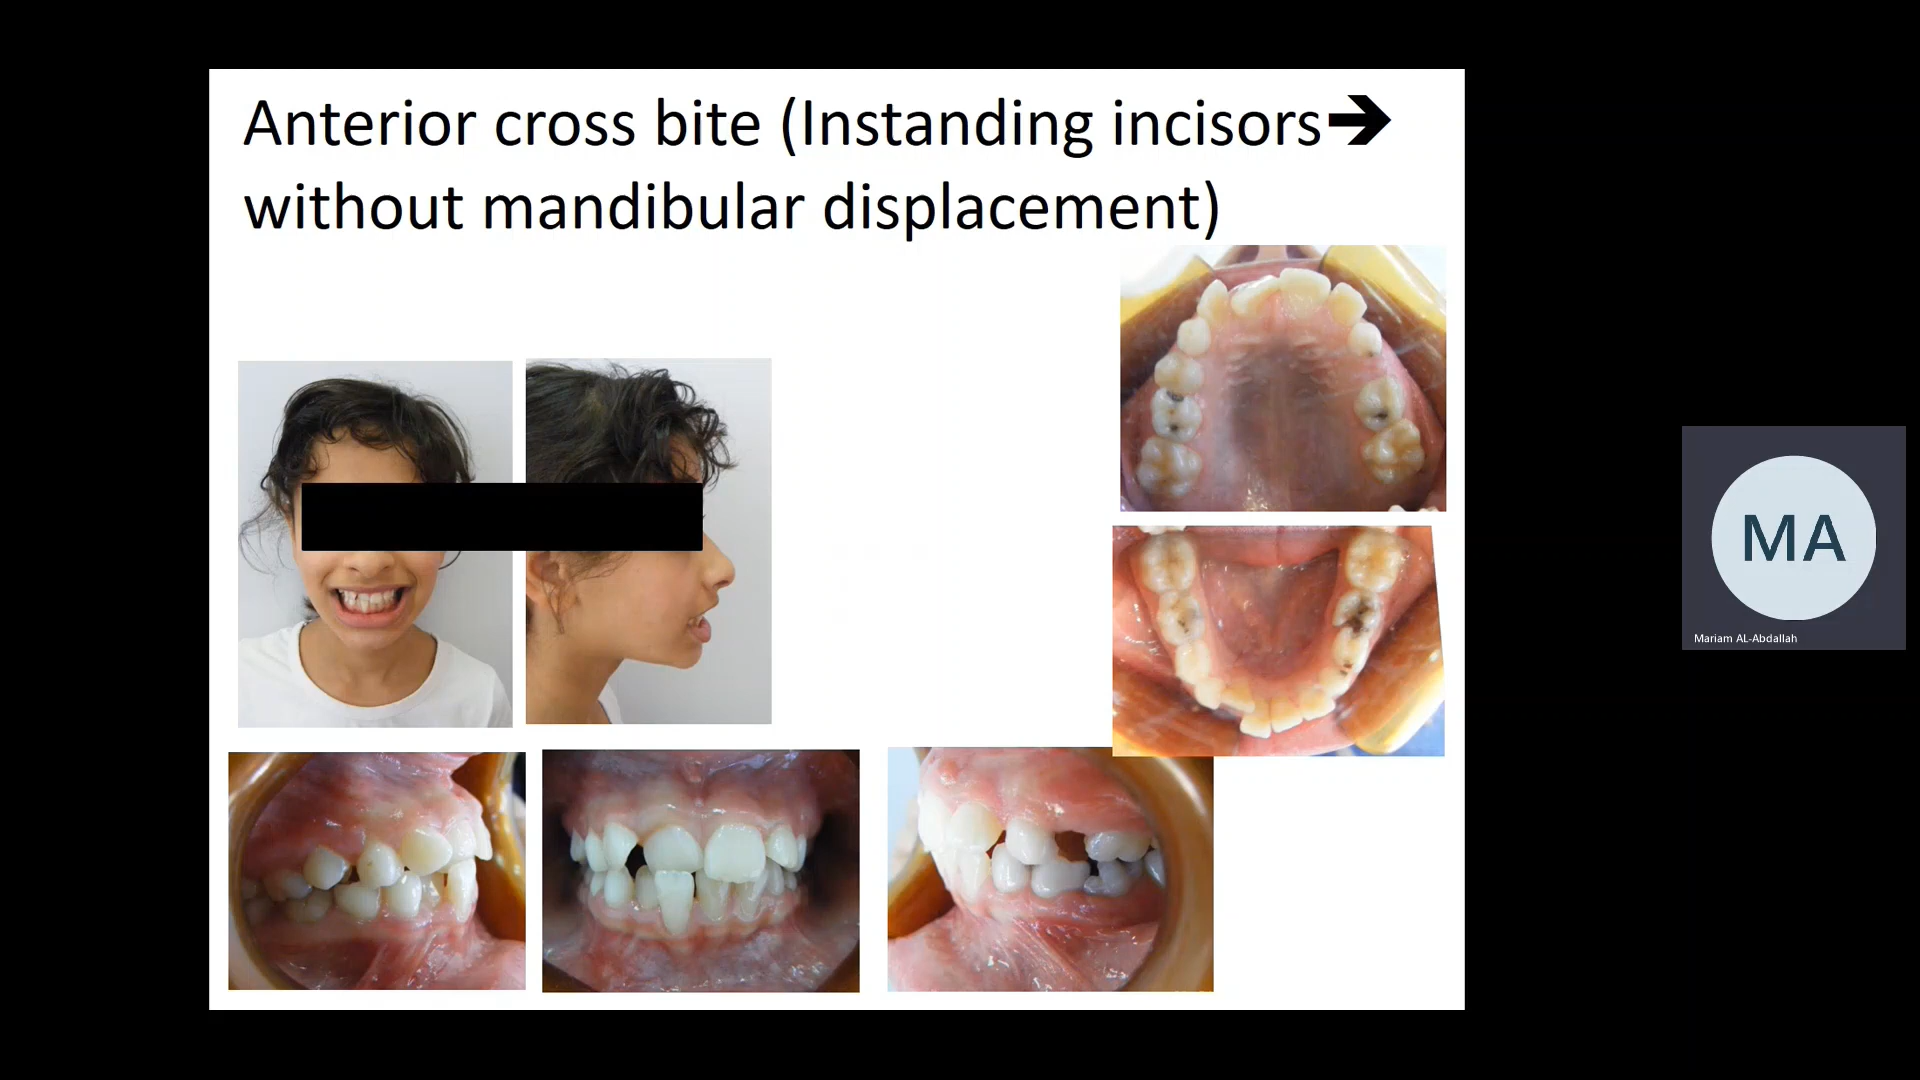 Anterior cross bite (Instanding incisors➔
without mandibular displacement)
MA
Mariam AL-Abdallah